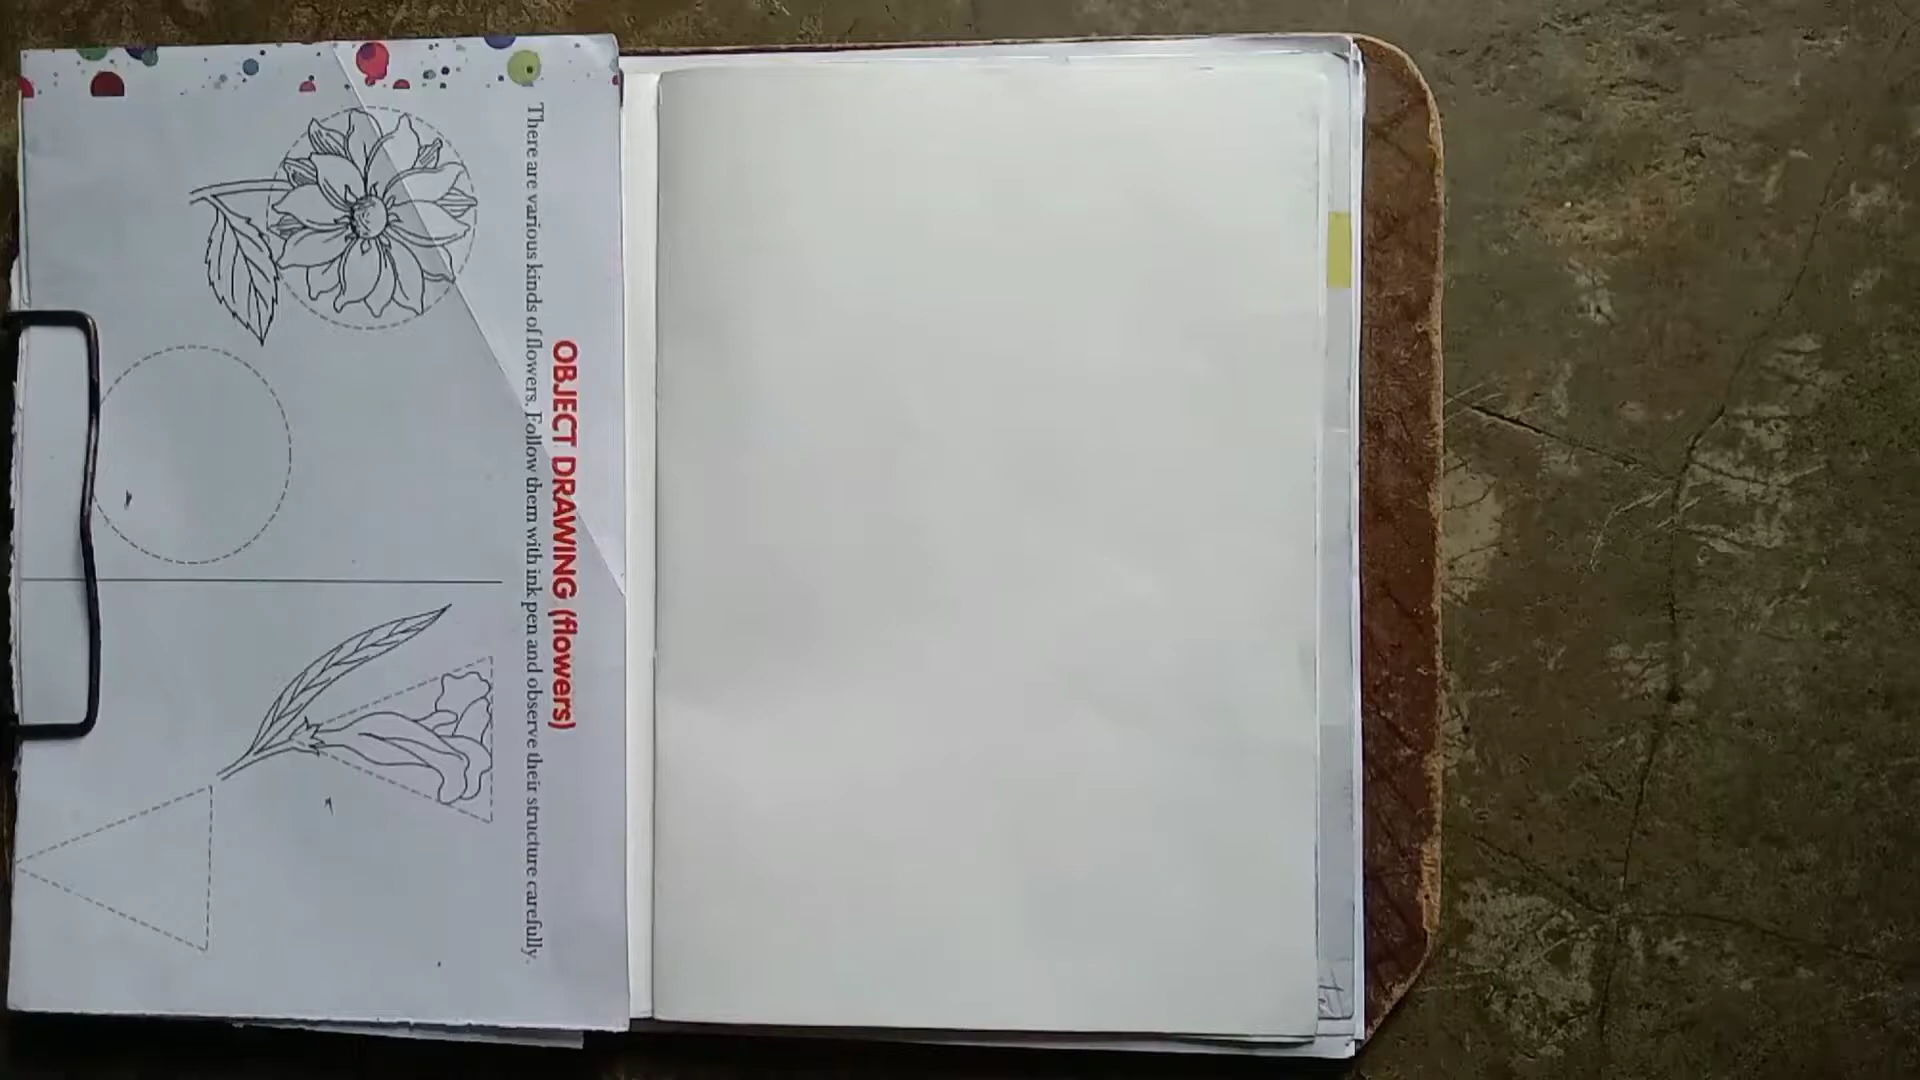 OBJECT DRAWING (flowers)
There are various kinds of flowers. Follow them with ink pen and observe their structure carefully.